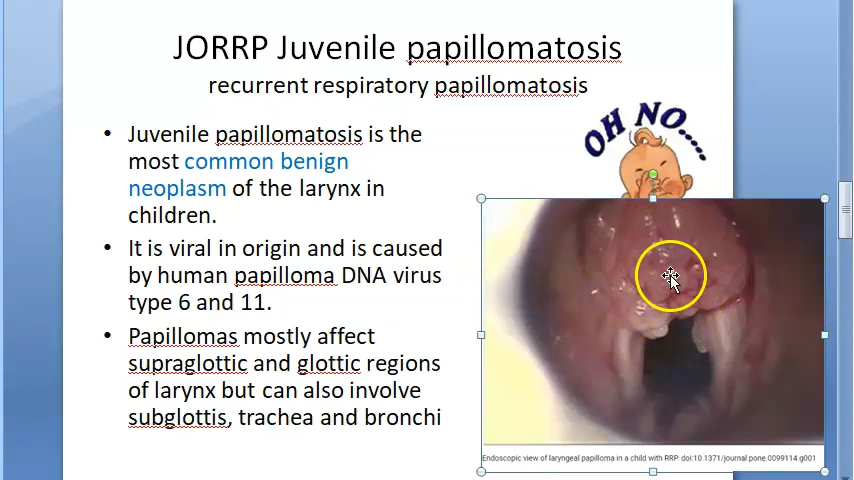 JORRP Juvenile papillomatosis
recurrent respiratory papillomatosis
OH NO.....
• Juvenile papillomatosis is the
most common benign
neoplasm of the larynx in
children.
• It is viral in origin and is caused
by human papilloma DNA virus
type 6 and 11.
• Papillomas mostly affect
supraglottic and glottic regions
of larynx but can also involve
subglottis, trachea and bronchi
Endoscopic view of laryngeal papilloma in a child with RRP. doi:10.1371/journal.pone.0099114.g001